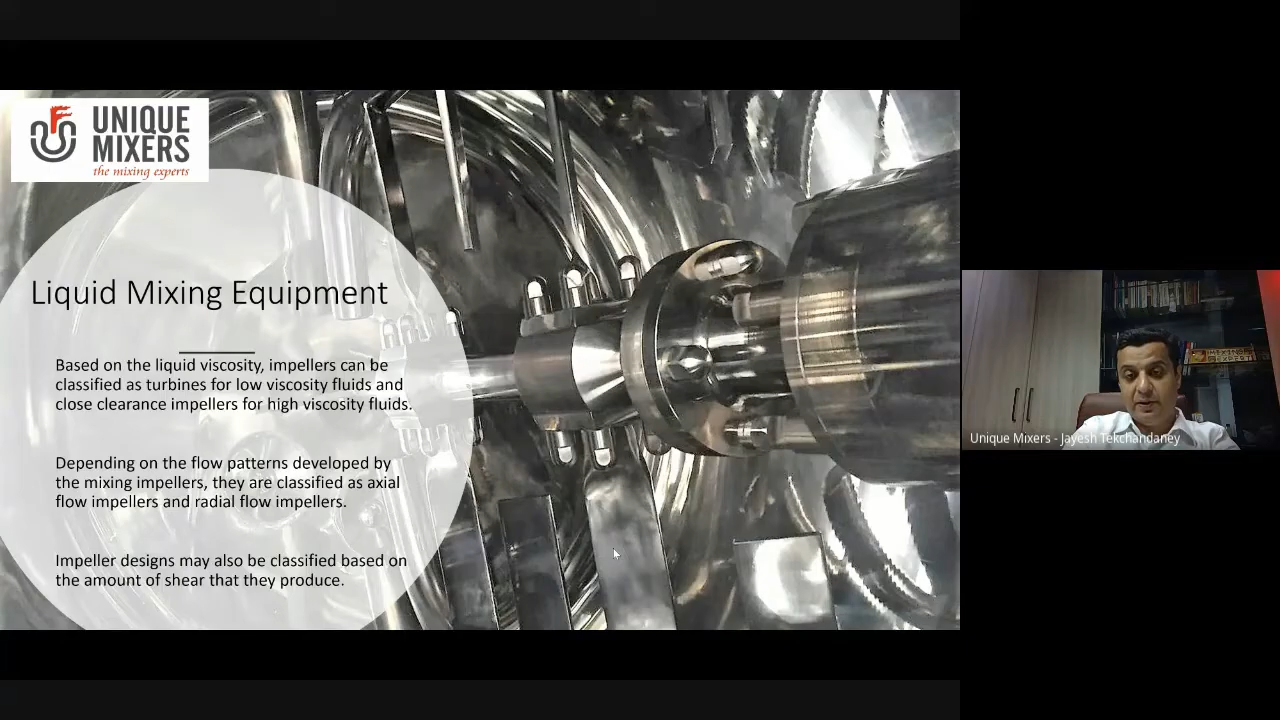 UNIQUE
MIXERS
the mixing experts
Liquid Mixing Equipment
Based on the liquid viscosity, impellers can be
classified as turbines for low viscosity fluids and
close clearance impellers for high viscosity fluids.
Depending on the flow patterns developed by
the mixing impellers, they are classified as axial
flow impellers and radial flow impellers.
Impeller designs may also be classified based on
the amount of shear that they produce.
Unique Mixers - Jayesh Tekchandaney